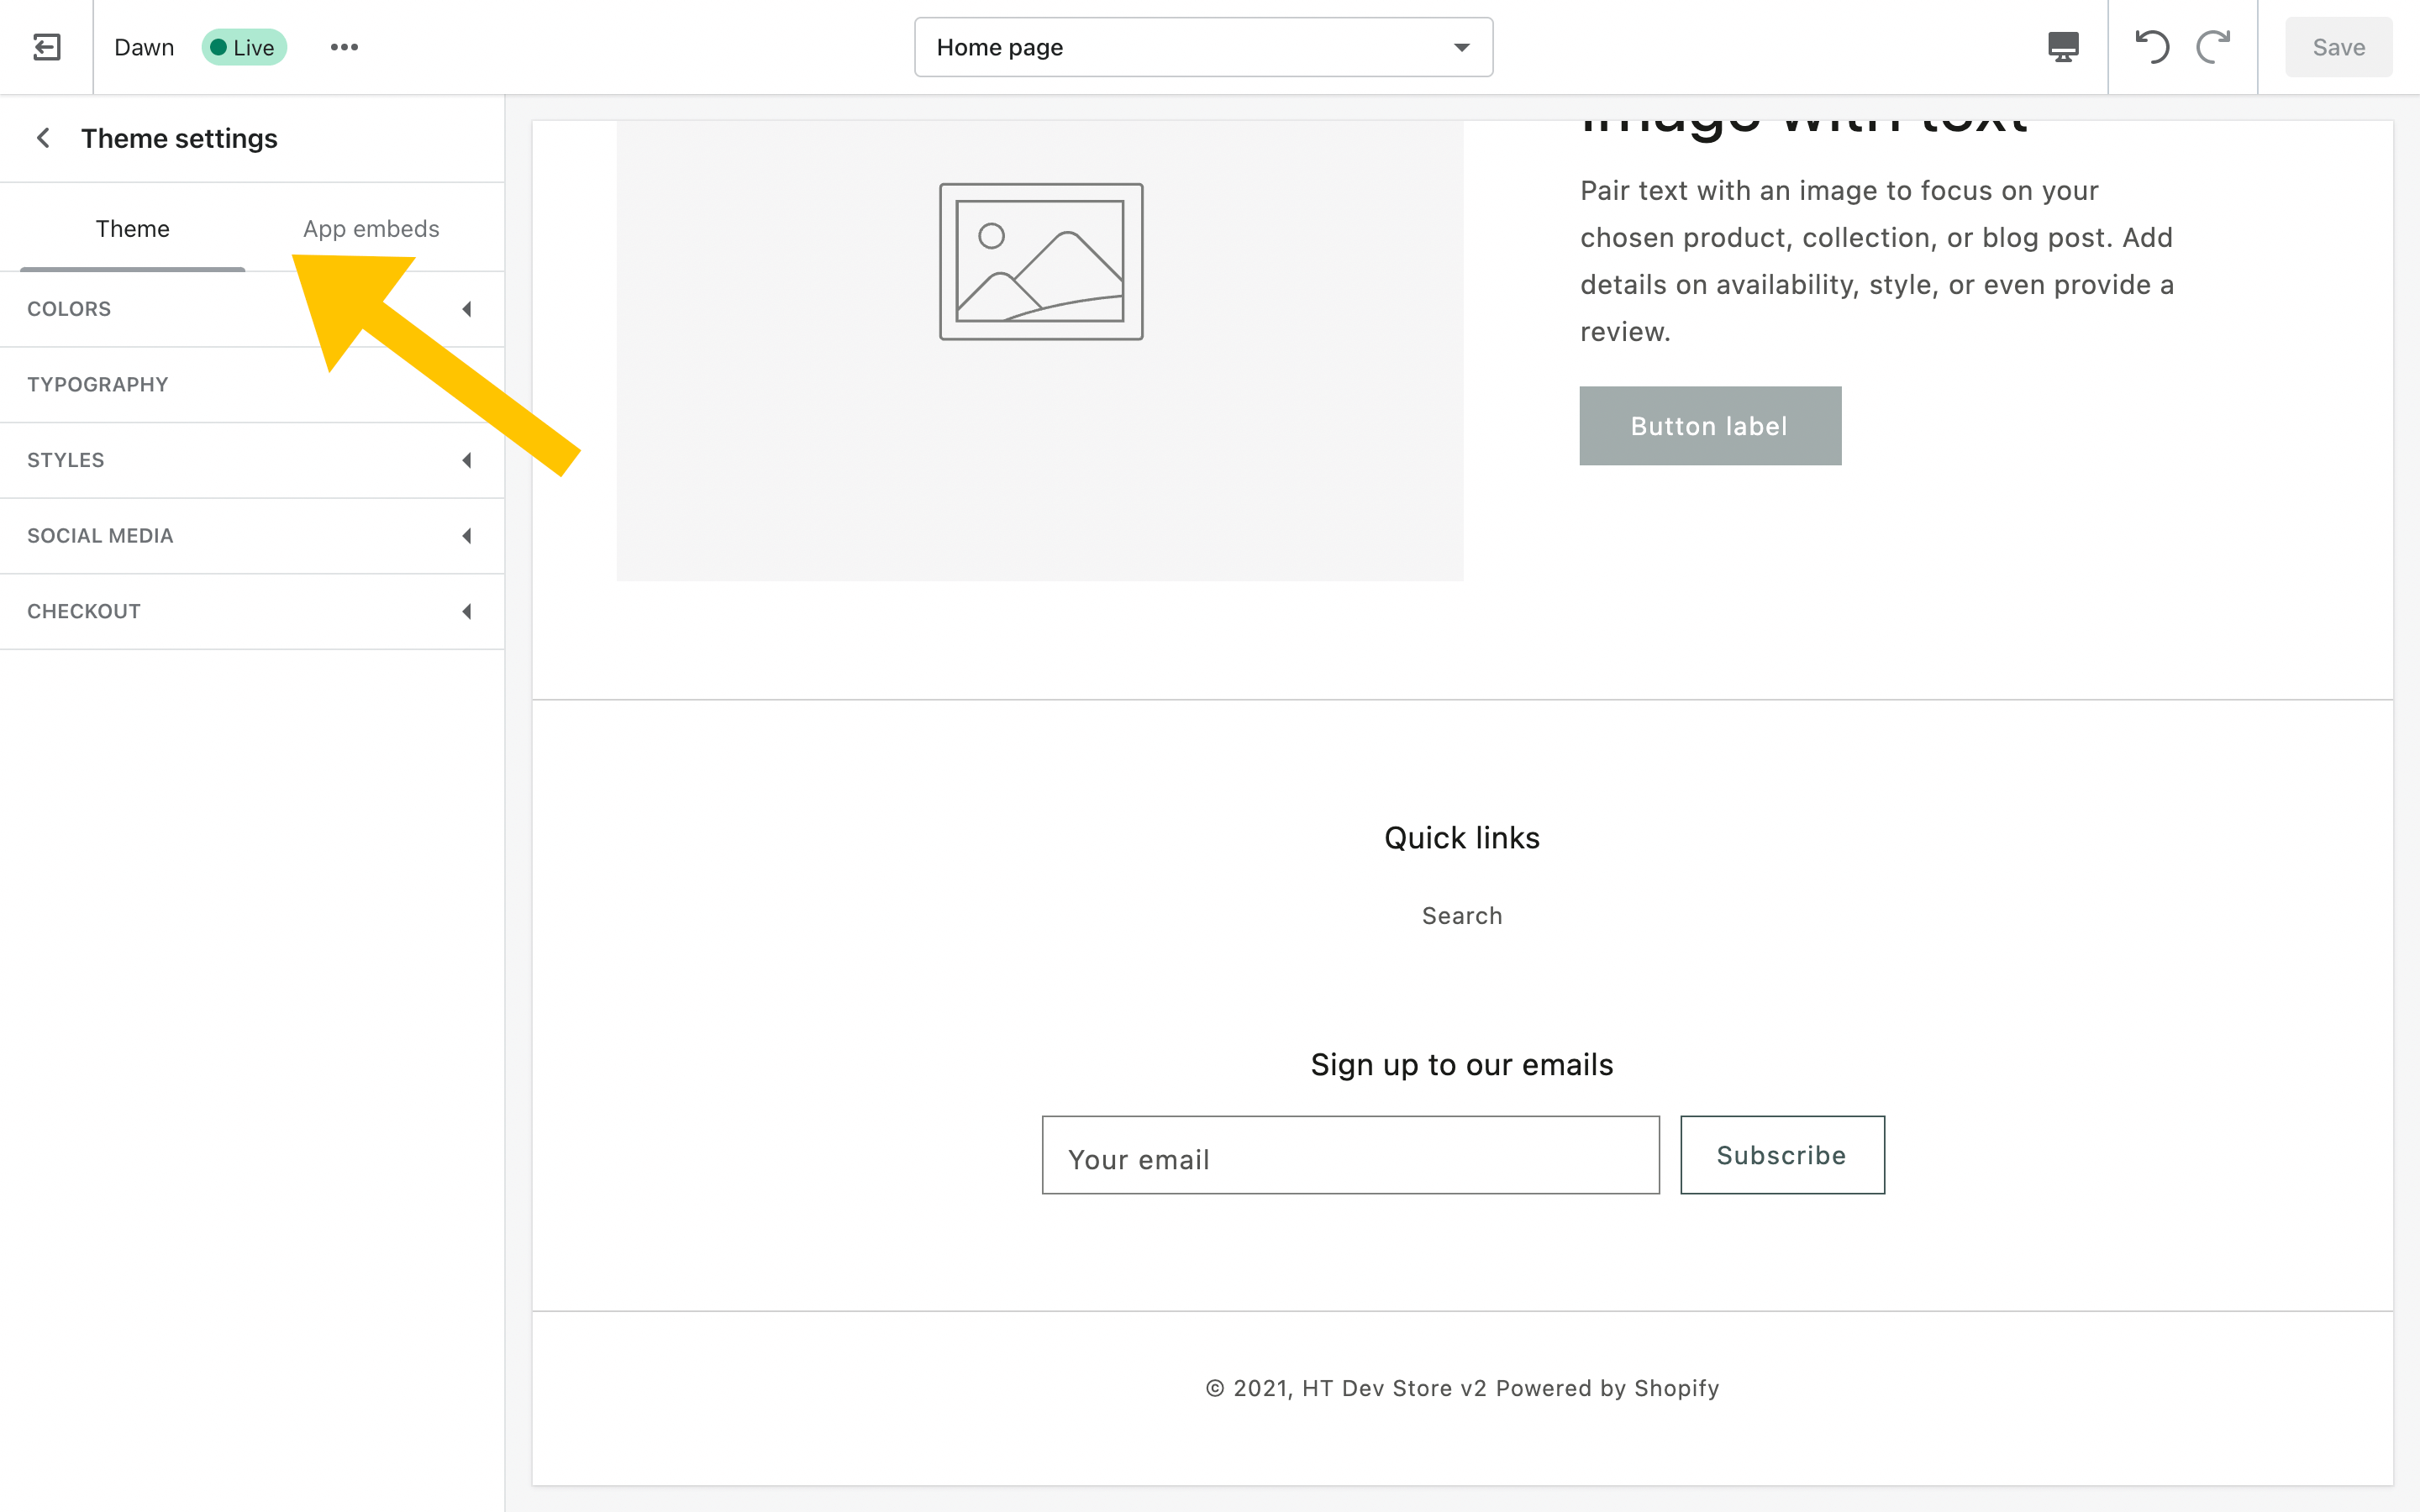 Dawn
Live
Home page
Save
Theme settings
Theme
App embeds
COLORS
TYPOGRAPHY
STYLES
SOCIAL MEDIA
CHECKOUT
Image with text
Pair text with an image to focus on your
chosen product, collection, or blog post. Add
details on availability, style, or even provide a
review.
Button label
Quick links
Search
Sign up to our emails
Your email
Subscribe
© 2021, HT Dev Store v2 Powered by Shopify